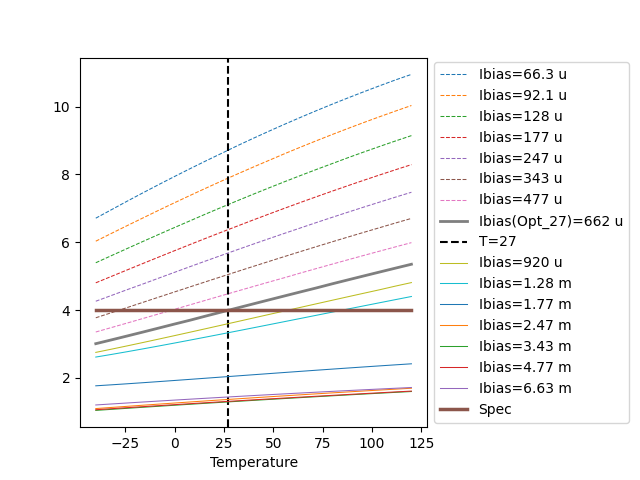 10
8
6
4
2
−25
0
25
50
75
100
125
Temperature
Ibias=66.3 u
Ibias=92.1 u
Ibias=128 u
Ibias=177 u
Ibias=247 u
Ibias=343 u
Ibias=477 u
Ibias(Opt_27)=662 u
T=27
Ibias=920 u
Ibias=1.28 m
Ibias=1.77 m
Ibias=2.47 m
Ibias=3.43 m
Ibias=4.77 m
Ibias=6.63 m
Spec